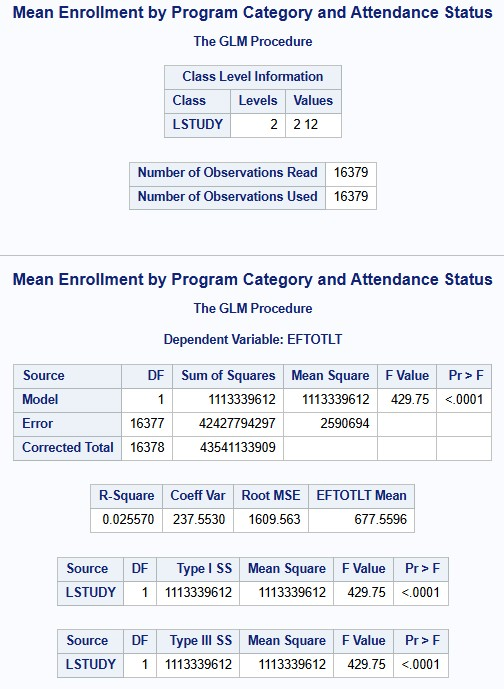 Mean Enrollment by Program Category and Attendance Status
The GLM Procedure
Class Level Information
Class Levels Values
LSTUDY 2 2 12
Number of Observations Read 16379
Number of Observations Used 16379
Mean Enrollment by Program Category and Attendance Status
The GLM Procedure
Dependent Variable: EFTOTLT
Source DF Sum of Squares Mean Square F Value Pr > F
Model 1 1113339612 1113339612 429.75 <.0001
Error 16377 42427794297 2590694
Corrected Total 16378 43541133909
R-Square Coeff Var Root MSE EFTOTLT Mean
0.025570 237.5530 1609.563 677.5596
Source DF Type I SS Mean Square F Value Pr > F
LSTUDY 1 1113339612 1113339612 429.75 <.0001
Source DF Type III SS Mean Square F Value Pr > F
LSTUDY 1 1113339612 1113339612 429.75 <.0001